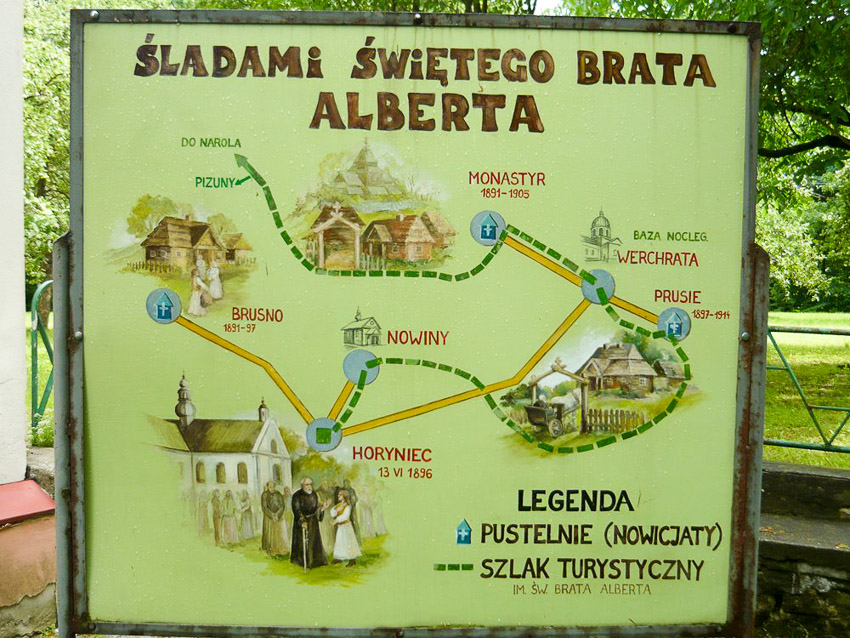 ŚLADAMi ŚWiĘTEGO BRATA
ALBERTA
DO NAROLA
PIZUNY
MONASTYR
1891-1905
BAZA NOCLEG.
WERCHRATA
PRUSIE
1897-1914
BRUSNO
1891-97
NOWINY
HORYNIEC
13 VI 1896
LEGENDA
PUSTELNIE (NOWICJATY)
SZLAK TURYSTYCZNY
IM. ŚW. BRATA ALBERTA